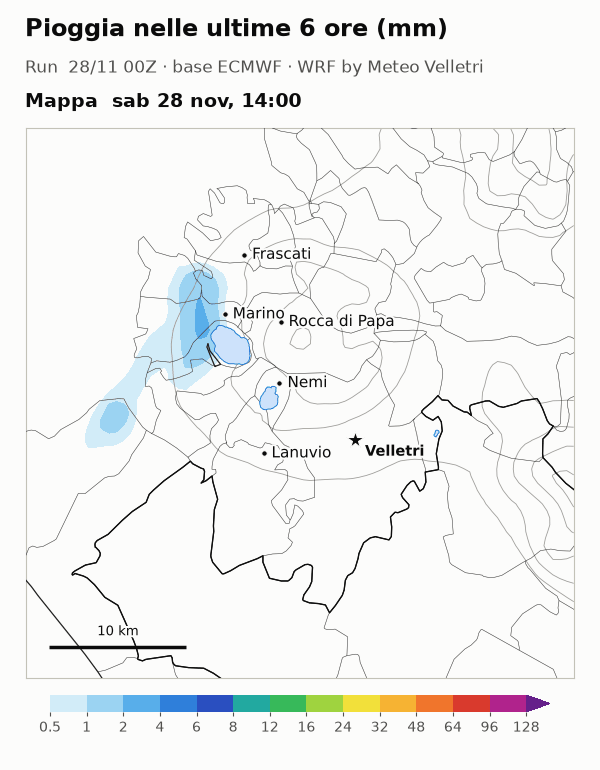 Pioggia nelle ultime 6 ore (mm)
Run  28/11 00Z · base ECMWF · WRF by Meteo Velletri
Mappa  sab 28 nov, 14:00
Frascati
Marino
Rocca di Papa
Nemi
Velletri
Lanuvio
10 km
0.5 1 2 4 6 8 12 16 24 32 48 64 96 128